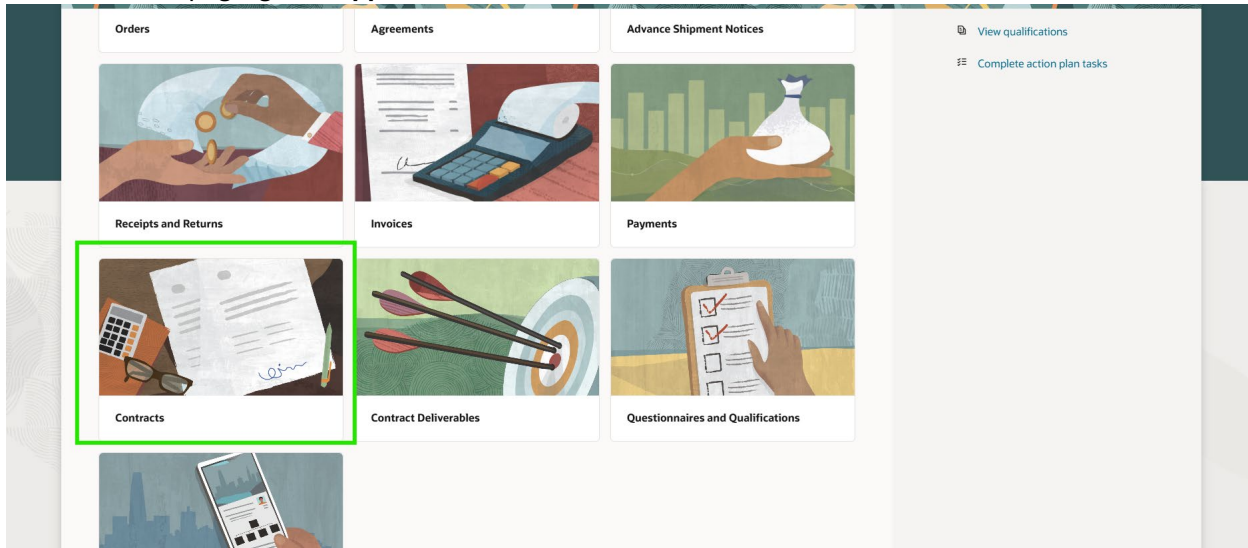 Orders
Agreements
Advance Shipment Notices
View qualifications
Complete action plan tasks
Receipts and Returns
Invoices
Payments
Contracts
Contract Deliverables
Questionnaires and Qualifications